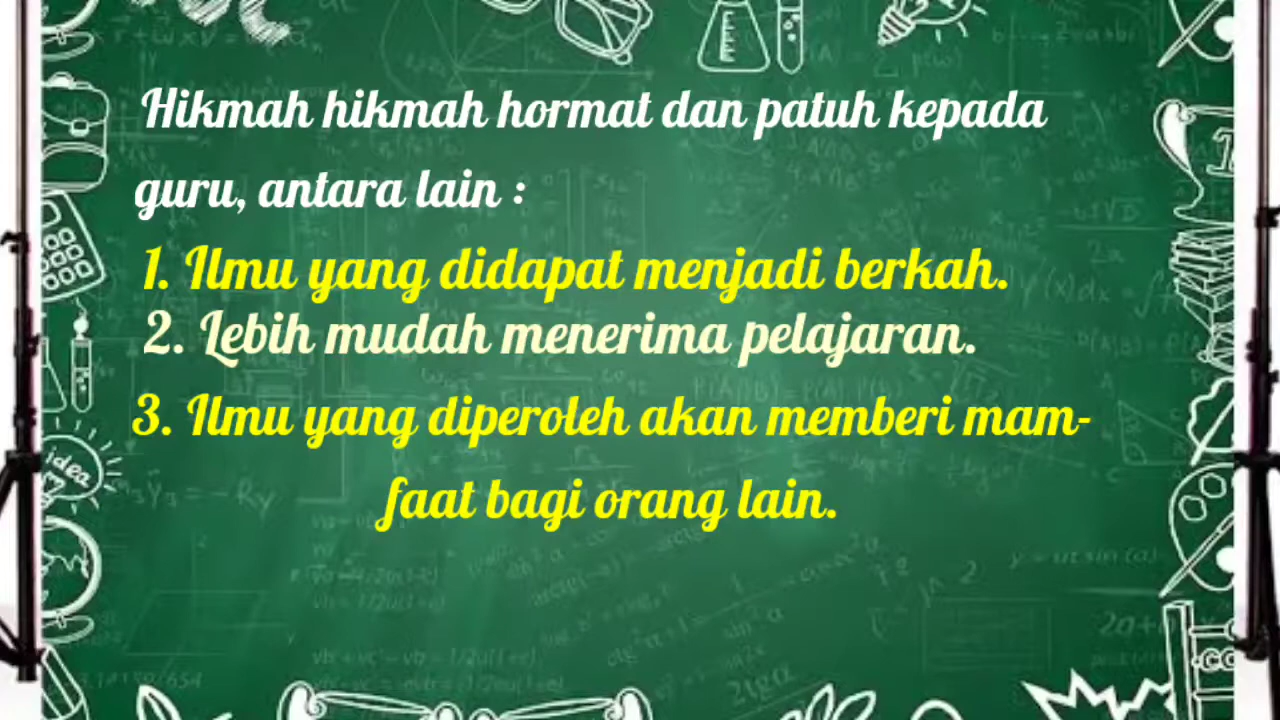 Hikmah hikmah hormat dan patuh kepada
guru, antara lain :
1. Ilmu yang didapat menjadi berkah.
2. Lebih mudah menerima pelajaran.
3. Ilmu yang diperoleh akan memberi mam-
faat bagi orang lain.
idea